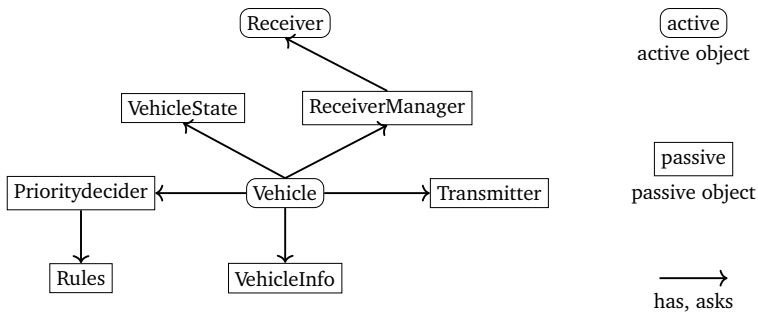 Receiver
active
active object
VehicleState
ReceiverManager
passive
passive object
Prioritydecider
Vehicle
Transmitter
Rules
VehicleInfo
has, asks